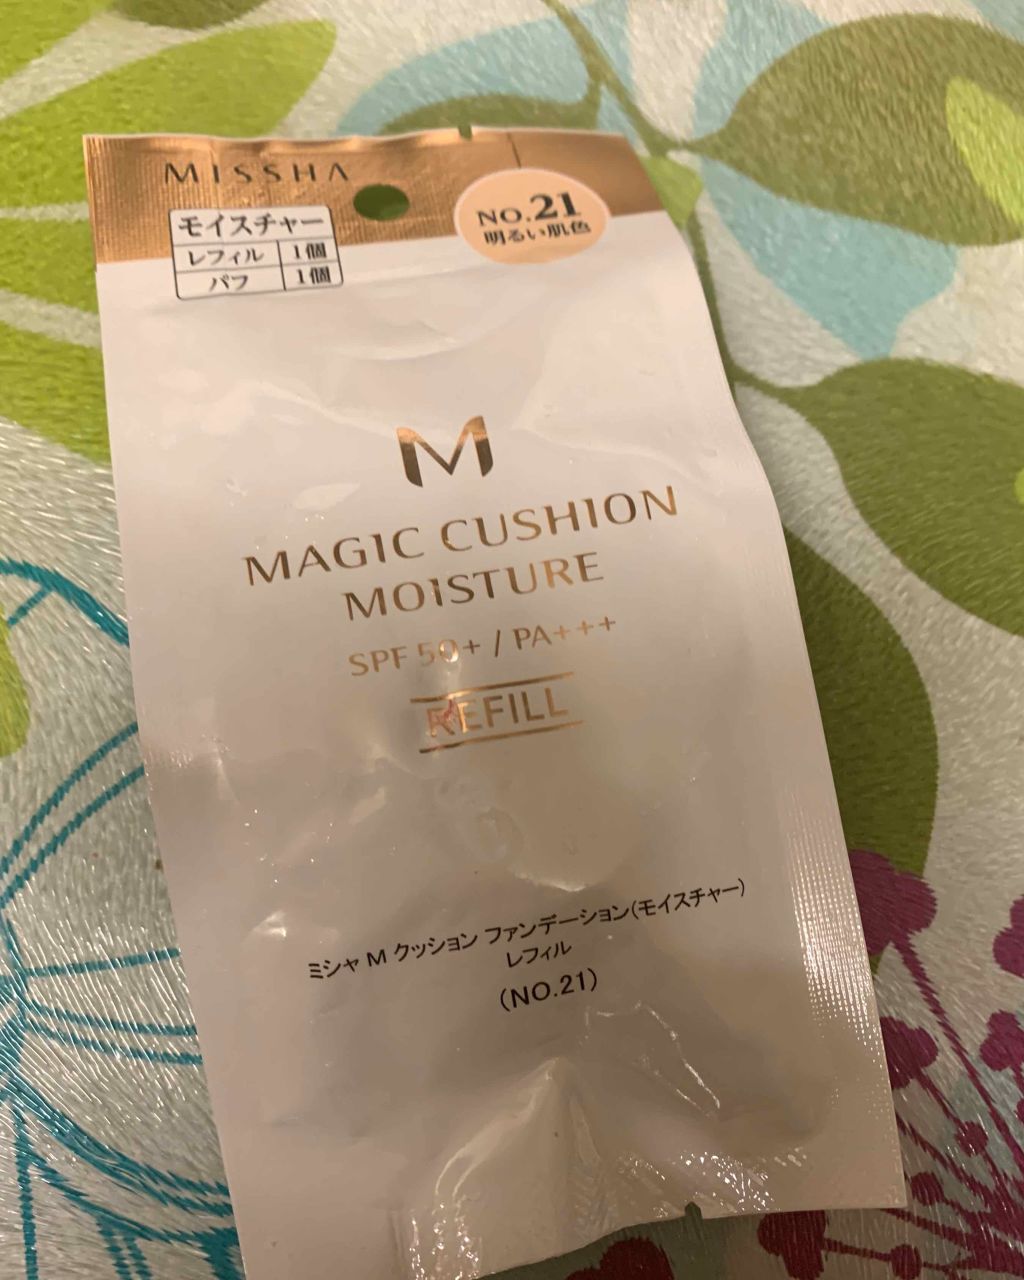 MISSHA
モイスチャー
レフィル 1個
パフ 1個
NO.21
明るい肌色
M
MAGIC CUSHION
MOISTURE
SPF 50+ / PA+++
REFILL
ミシャ M クッション ファンデーション(モイスチャー)
レフィル
(NO.21)